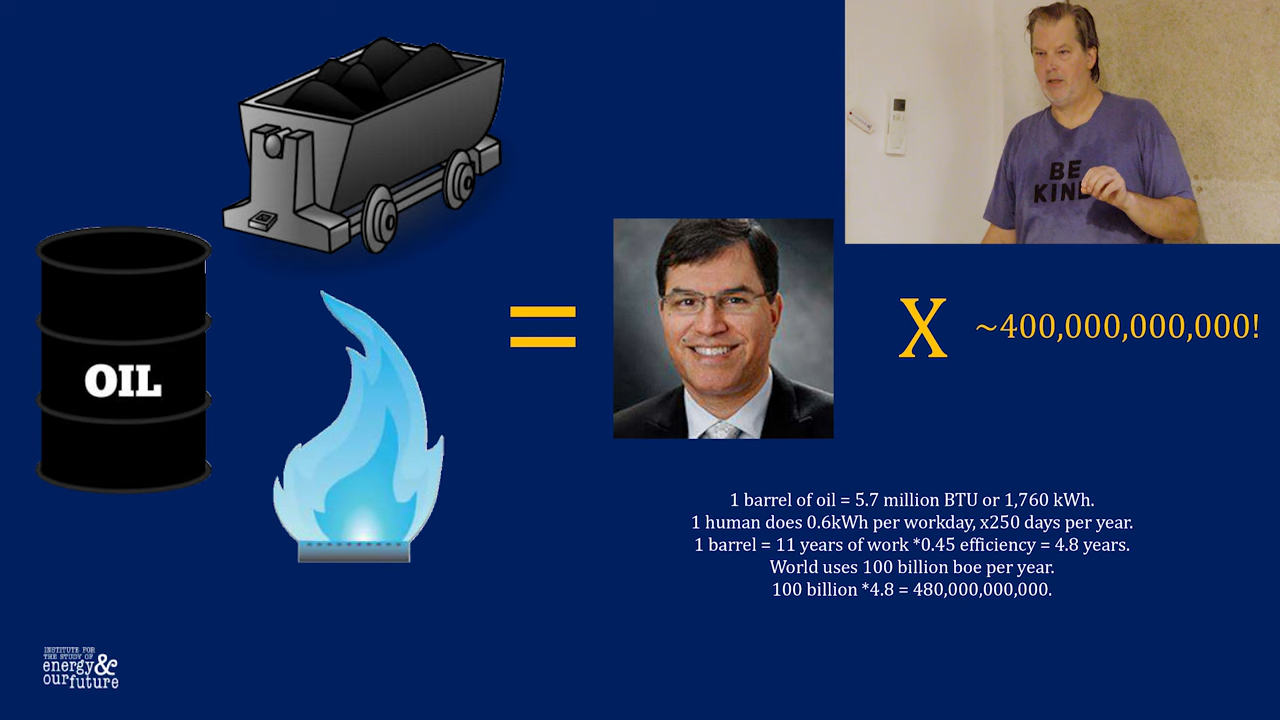 BE
KIND
OIL
=
X ~400,000,000,000!
1 barrel of oil = 5.7 million BTU or 1,760 kWh.
1 human does 0.6kWh per workday, x250 days per year.
1 barrel = 11 years of work *0.45 efficiency = 4.8 years.
World uses 100 billion boe per year.
100 billion *4.8 = 480,000,000,000.
INSTITUTE FOR
THE STUDY OF
energy &
our future